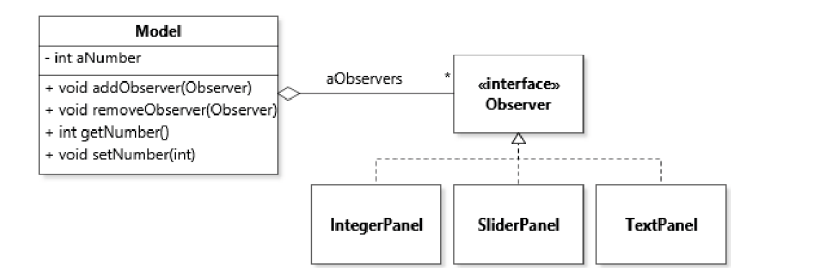 Model
- int aNumber
+ void addObserver(Observer)
+ void removeObserver(Observer)
+ int getNumber()
+ void setNumber(int)
aObservers
*
«interface»
Observer
IntegerPanel
SliderPanel
TextPanel